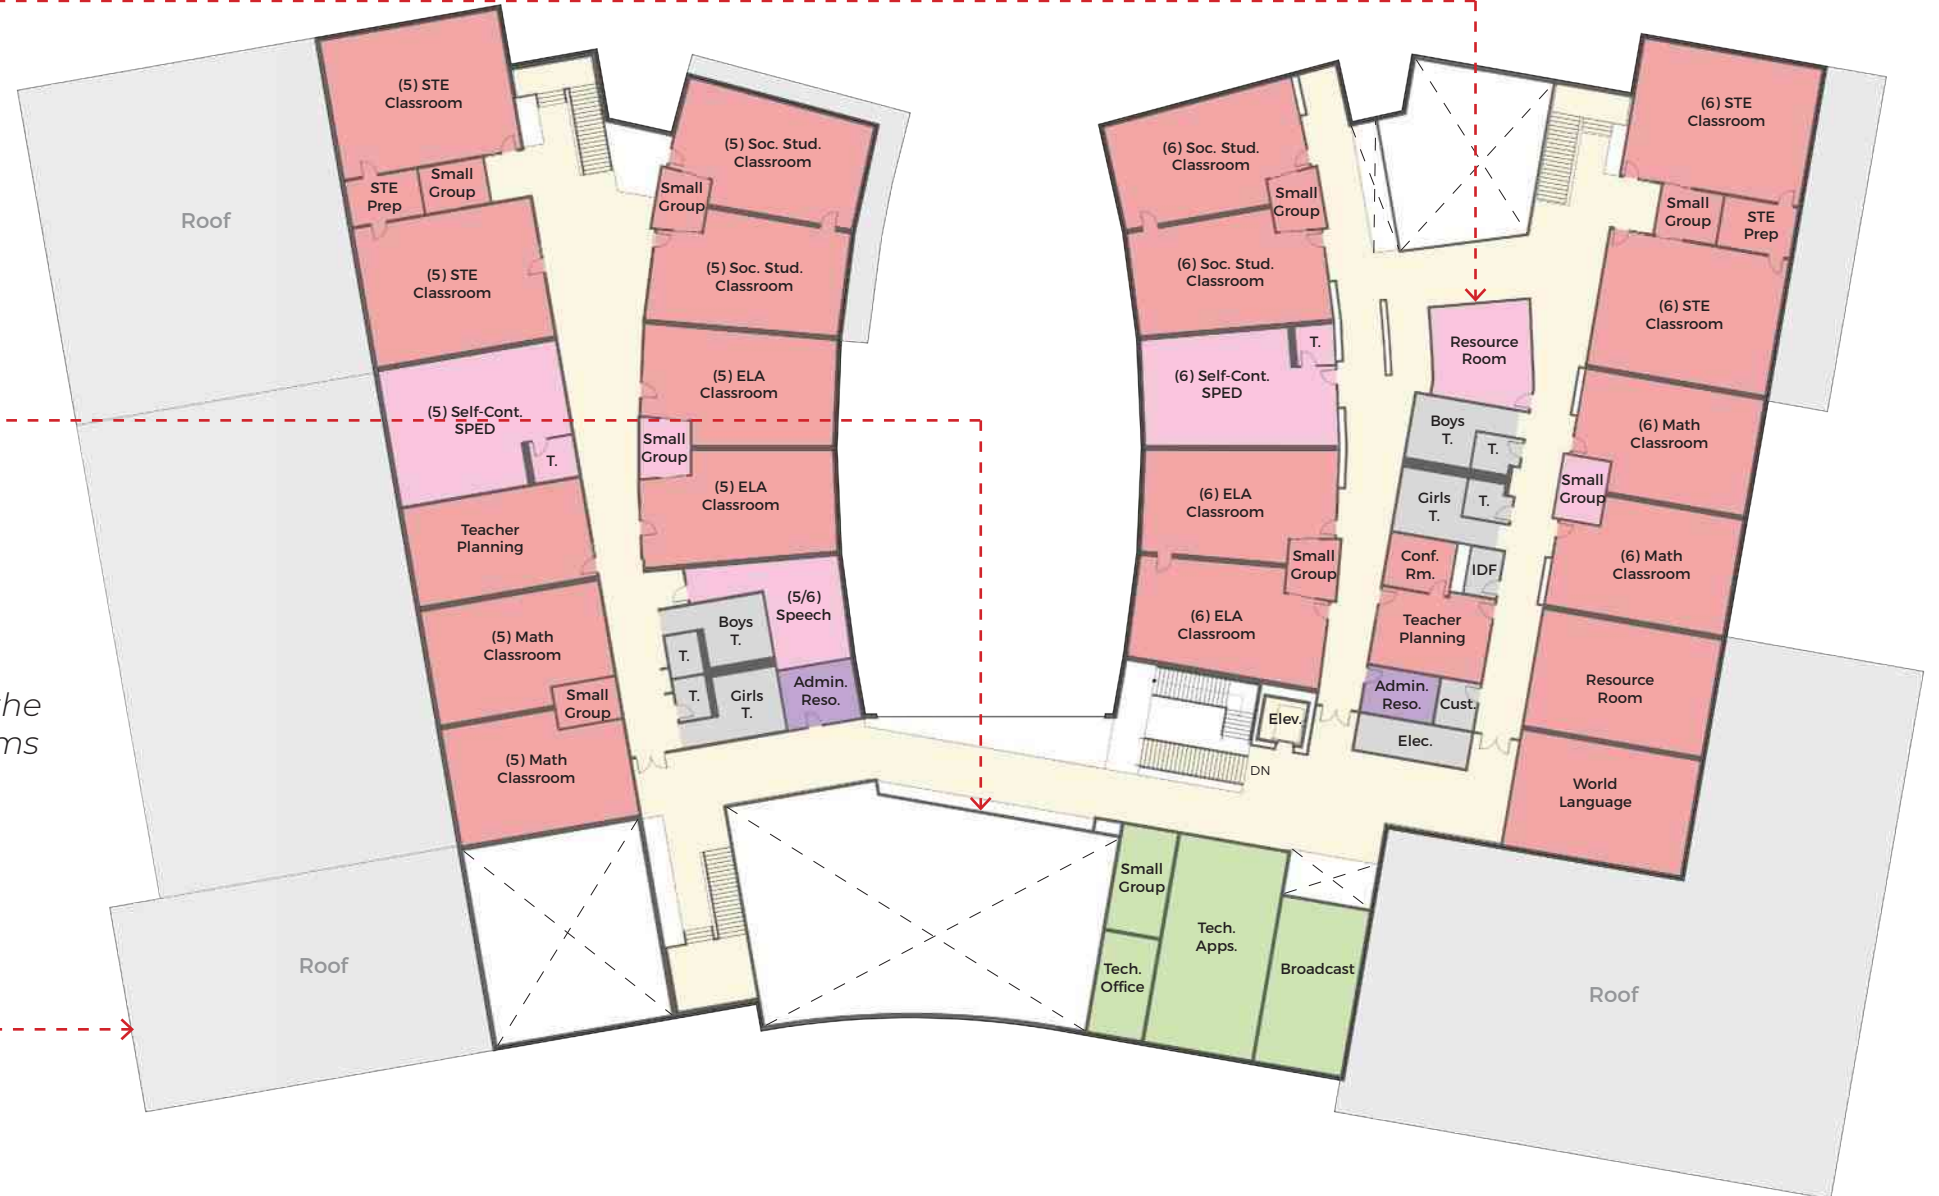 (5) STE
Classroom
STE
Prep
Small
Group
(5) STE
Classroom
(5) Self-Cont.
SPED
T.
Teacher
Planning
(5) Math
Classroom
Small
Group
(5) Math
Classroom
Roof
Roof
he
ms
(5) Soc. Stud.
Classroom
Small
Group
(5) Soc. Stud.
Classroom
(5) ELA
Classroom
Small
Group
(5) ELA
Classroom
(5/6)
Speech
Boys
T.
T.
T.
Girls
T.
Admin.
Reso.
(6) Soc. Stud.
Classroom
Small
Group
(6) Soc. Stud.
Classroom
T.
(6) Self-Cont.
SPED
(6) ELA
Classroom
Small
Group
(6) ELA
Classroom
Elev.
DN
Resource
Room
Boys
T.
T.
Girls
T.
T.
Conf.
Rm.
IDF
Teacher
Planning
Admin.
Reso.
Cust.
Elec.
(6) STE
Classroom
Small
Group
STE
Prep
(6) STE
Classroom
(6) Math
Classroom
Small
Group
(6) Math
Classroom
Resource
Room
World
Language
Small
Group
Tech.
Office
Tech.
Apps.
Broadcast
Roof